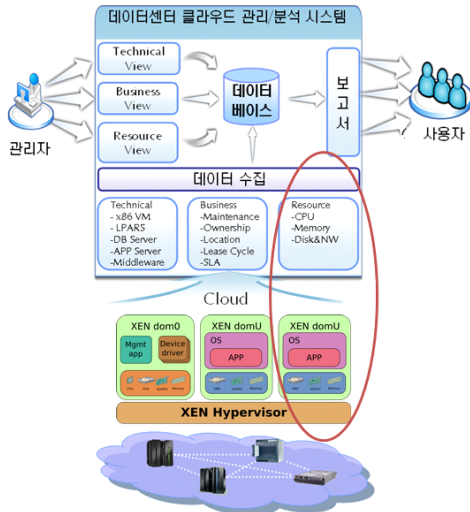 데이터센터 클라우드 관리/분석 시스템
Technical
View
Business
View
Resource
View
데이터
베이스
보
고
서
관리자
사용자
데이터 수집
Technical
- x86 VM
- LPARS
-DB Server
-APP Server
-Middleware
Business
-Maintenance
-Ownership
-Location
-Lease Cycle
-SLA
Resource
-CPU
-Memory
-Disk&NW
Cloud
XEN dom0
Mgmt
app
Device
driver
XEN domU
OS
APP
XEN domU
OS
APP
XEN Hypervisor